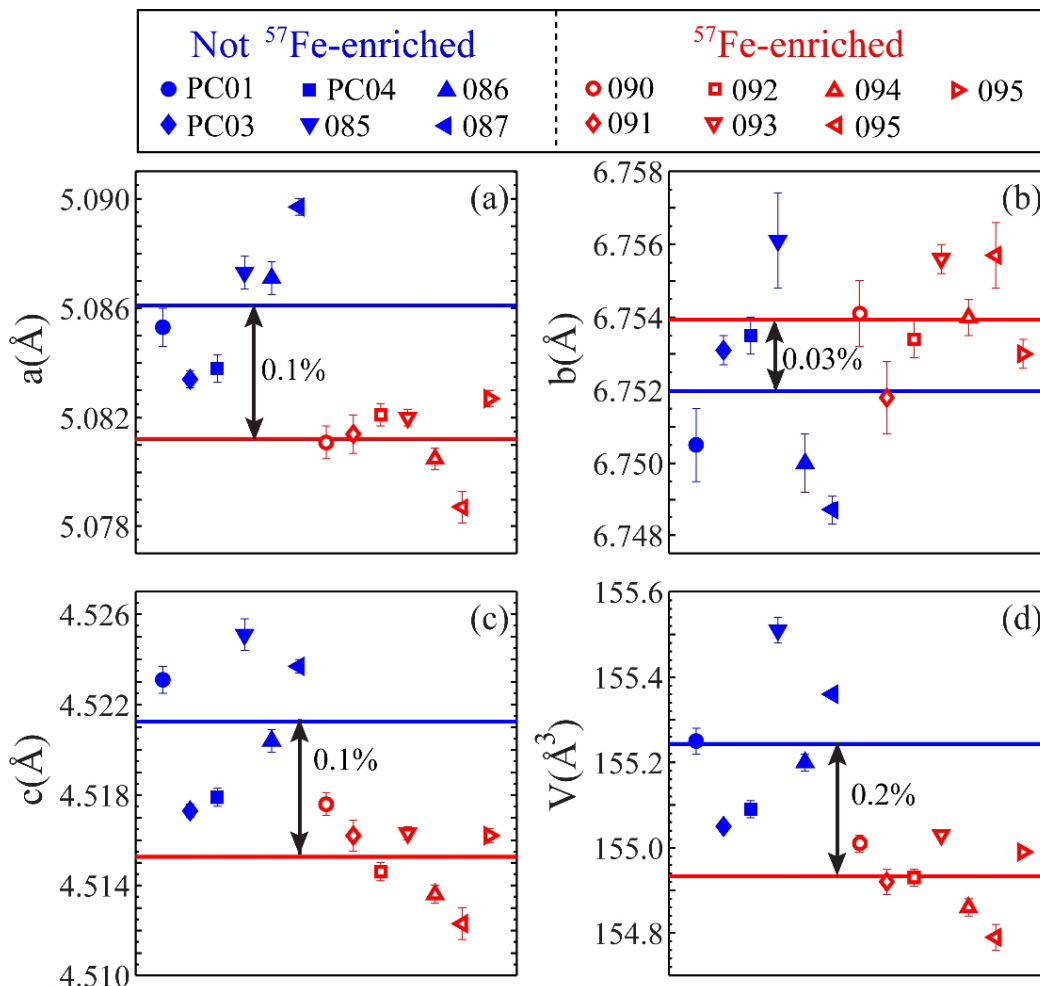 Not ⁵⁷Fe-enriched
⁵⁷Fe-enriched
PC01 PC04 086
090 092 094 095
PC03 085 087
091 093 095
(a)
5.090
5.086
5.082
5.078
a(Å)
0.1%
(b)
6.758
6.756
6.754
6.752
6.750
6.748
b(Å)
0.03%
(c)
4.526
4.522
4.518
4.514
4.510
c(Å)
0.1%
(d)
155.6
155.4
155.2
155.0
154.8
V(Å³)
0.2%